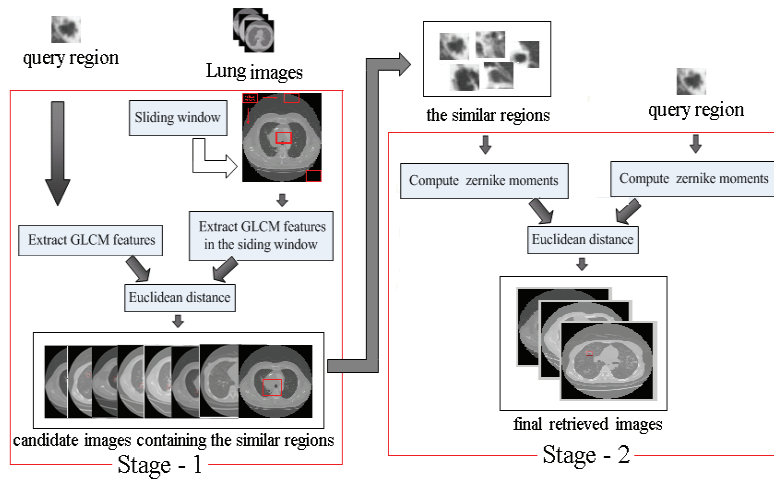 query region
Lung images
Sliding window
Extract GLCM features
Extract GLCM features
in the siding window
Euclidean distance
candidate images containing the similar regions
Stage - 1
the similar regions
query region
Compute zernike moments
Compute zernike moments
Euclidean distance
final retrieved images
Stage - 2